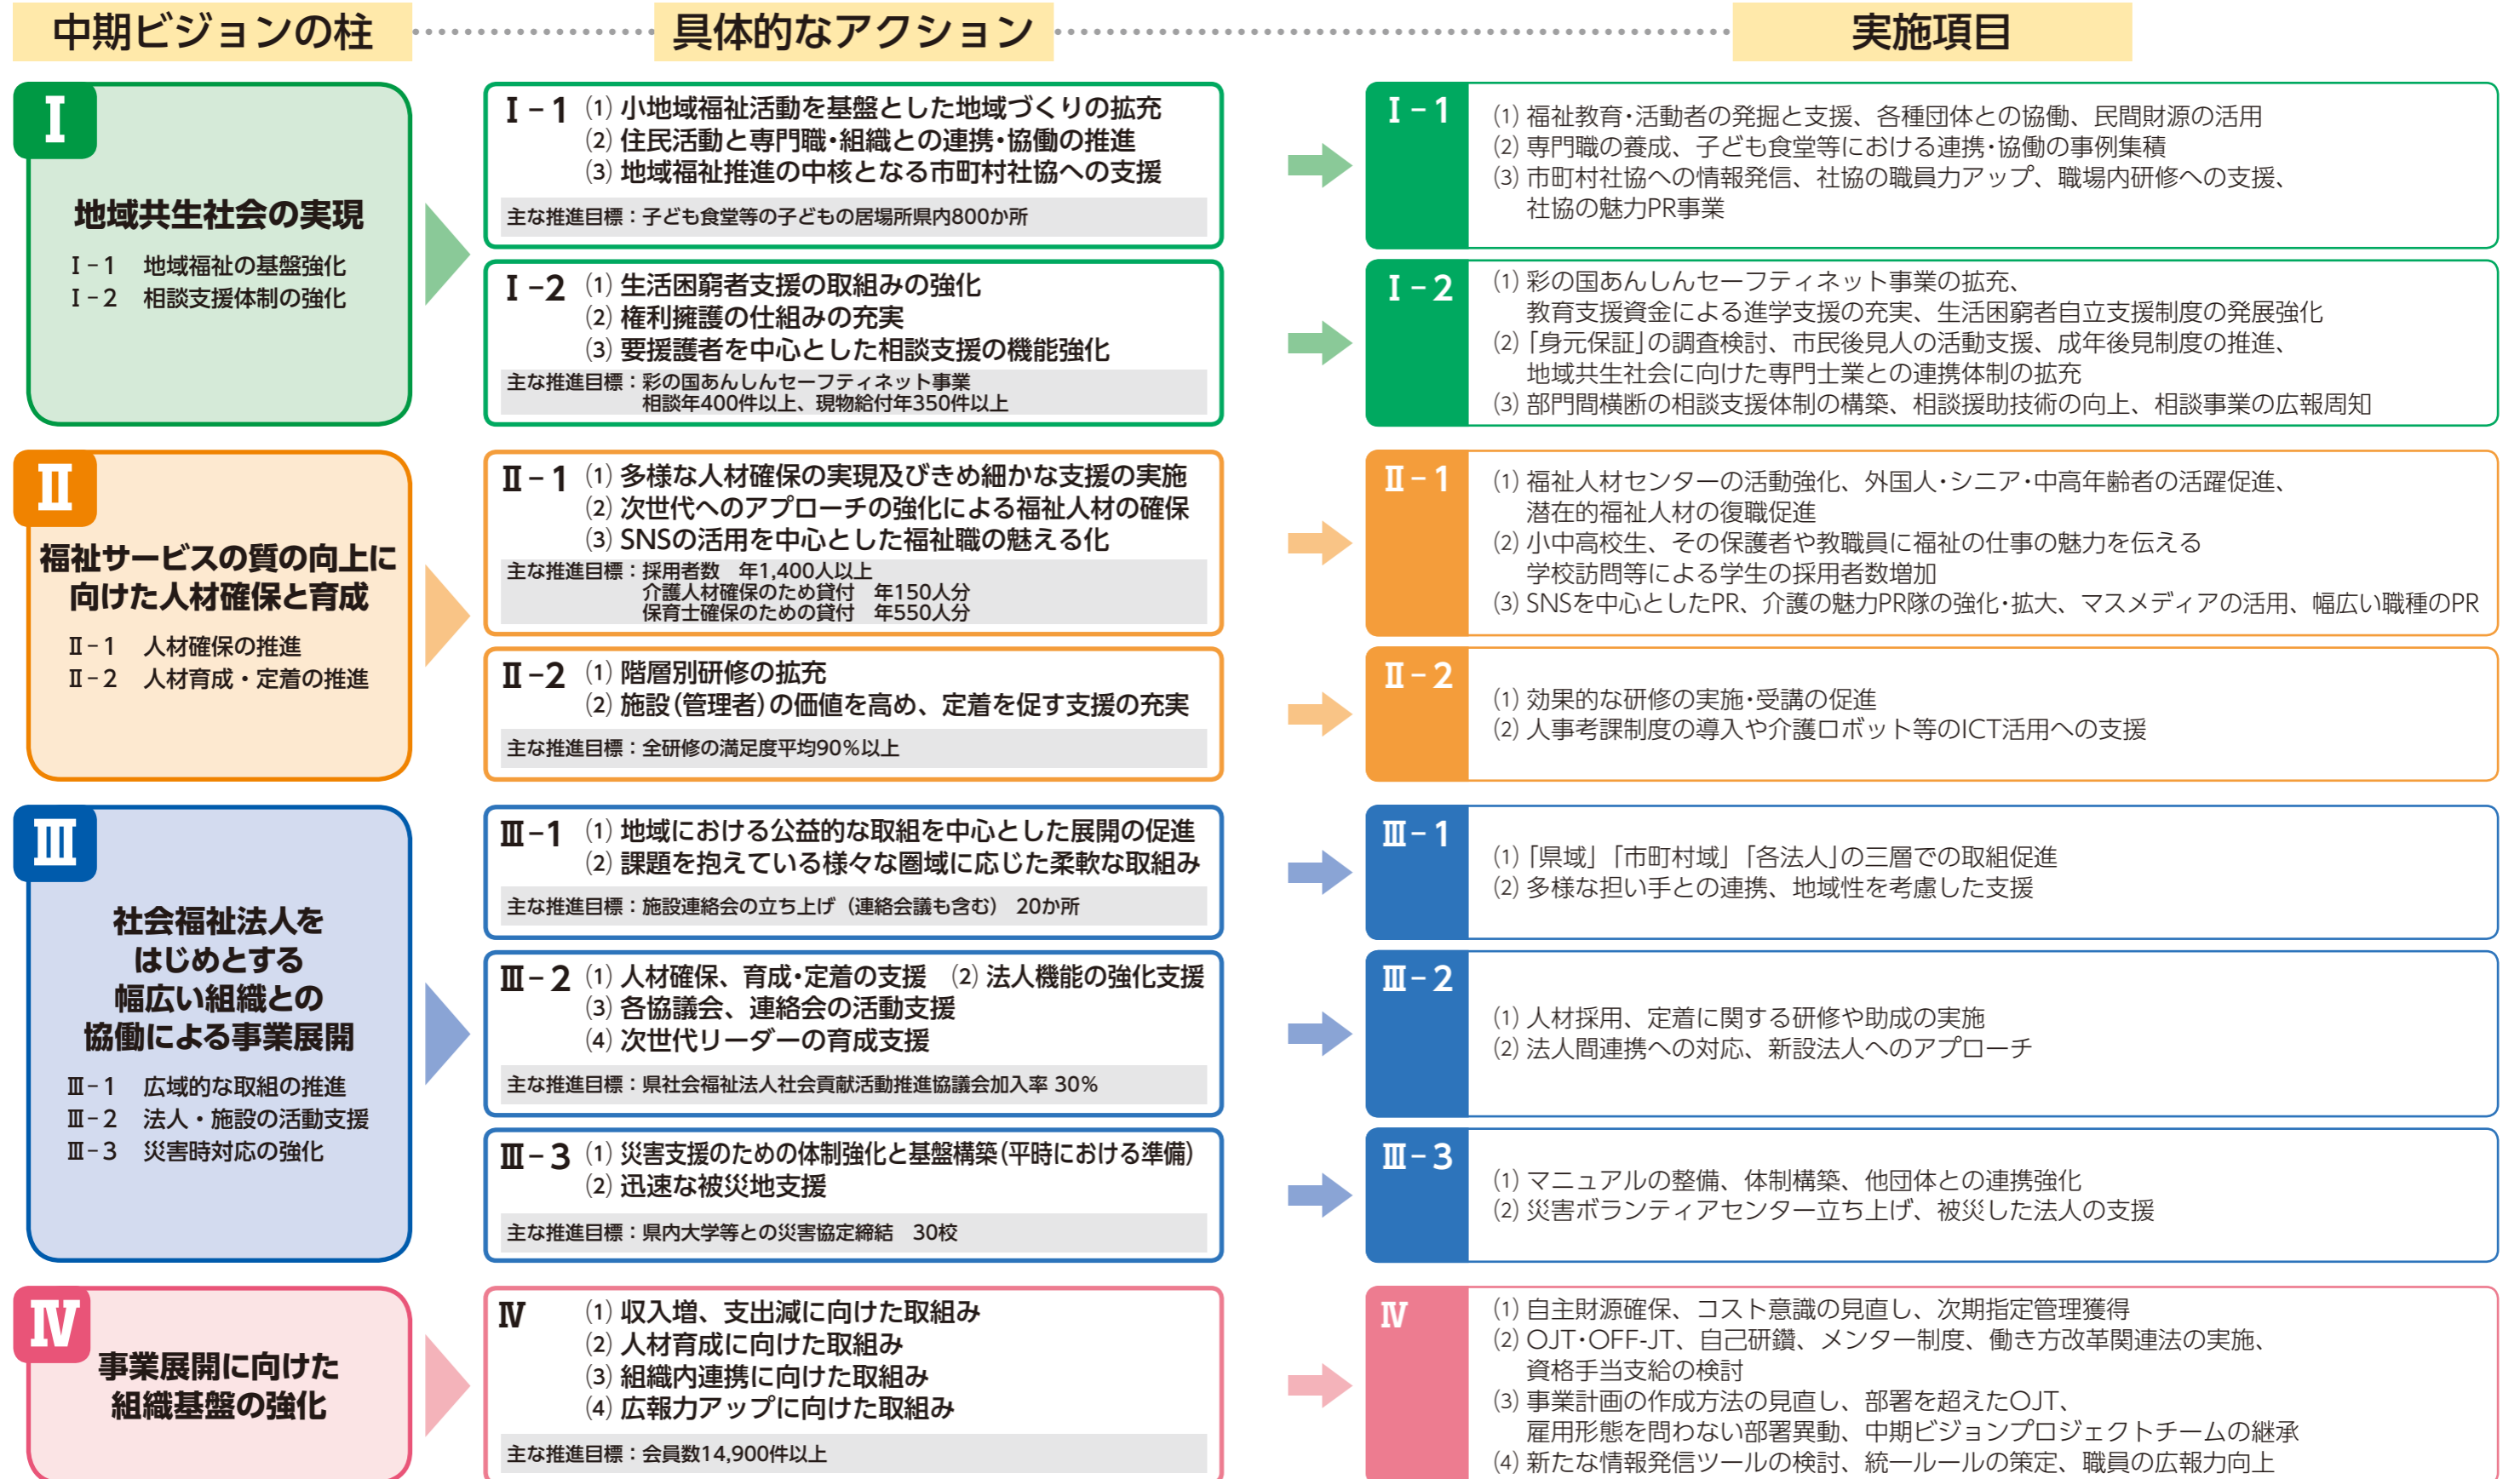 中期ビジョンの柱
具体的なアクション
実施項目
Ⅰ
地域共生社会の実現
Ⅰ-1　地域福祉の基盤強化
Ⅰ-2　相談支援体制の強化
Ⅰ-1 (1) 小地域福祉活動を基盤とした地域づくりの拡充
(2) 住民活動と専門職・組織との連携・協働の推進
(3) 地域福祉推進の中核となる市町村社協への支援
主な推進目標：子ども食堂等の子どもの居場所県内800か所
Ⅰ-1
(1) 福祉教育・活動者の発掘と支援、各種団体との協働、民間財源の活用
(2) 専門職の養成、子ども食堂等における連携・協働の事例集積
(3) 市町村社協への情報発信、社協の職員力アップ、職場内研修への支援、
社協の魅力PR事業
Ⅰ-2 (1) 生活困窮者支援の取組みの強化
(2) 権利擁護の仕組みの充実
(3) 要援護者を中心とした相談支援の機能強化
主な推進目標：彩の国あんしんセーフティネット事業
相談年400件以上、現物給付年350件以上
Ⅰ-2
(1) 彩の国あんしんセーフティネット事業の拡充、
教育支援資金による進学支援の充実、生活困窮者自立支援制度の発展強化
(2)「身元保証」の調査検討、市民後見人の活動支援、成年後見制度の推進、
地域共生社会に向けた専門士業との連携体制の拡充
(3) 部門間横断の相談支援体制の構築、相談援助技術の向上、相談事業の広報周知
Ⅱ
福祉サービスの質の向上に
向けた人材確保と育成
Ⅱ-1　人材確保の推進
Ⅱ-2　人材育成・定着の推進
Ⅱ-1 (1) 多様な人材確保の実現及びきめ細かな支援の実施
(2) 次世代へのアプローチの強化による福祉人材の確保
(3) SNSの活用を中心とした福祉職の魅える化
主な推進目標：採用者数　年1,400人以上
介護人材確保のため貸付　年150人分
保育士確保のための貸付　年550人分
Ⅱ-1
(1) 福祉人材センターの活動強化、外国人・シニア・中高年齢者の活躍促進、
潜在的福祉人材の復職促進
(2) 小中高校生、その保護者や教職員に福祉の仕事の魅力を伝える
学校訪問等による学生の採用者数増加
(3) SNSを中心としたPR、介護の魅力PR隊の強化・拡大、マスメディアの活用、幅広い職種のPR
Ⅱ-2 (1) 階層別研修の拡充
(2) 施設(管理者)の価値を高め、定着を促す支援の充実
主な推進目標：全研修の満足度平均90％以上
Ⅱ-2
(1) 効果的な研修の実施・受講の促進
(2) 人事考課制度の導入や介護ロボット等のICT活用への支援
Ⅲ
社会福祉法人を
はじめとする
幅広い組織との
協働による事業展開
Ⅲ-1　広域的な取組の推進
Ⅲ-2　法人・施設の活動支援
Ⅲ-3　災害時対応の強化
Ⅲ-1 (1) 地域における公益的な取組を中心とした展開の促進
(2) 課題を抱えている様々な圏域に応じた柔軟な取組み
主な推進目標：施設連絡会の立ち上げ（連絡会議も含む） 20か所
Ⅲ-1
(1)「県域」「市町村域」「各法人」の三層での取組促進
(2) 多様な担い手との連携、地域性を考慮した支援
Ⅲ-2 (1) 人材確保、育成・定着の支援　(2) 法人機能の強化支援
(3) 各協議会、連絡会の活動支援
(4) 次世代リーダーの育成支援
主な推進目標：県社会福祉法人社会貢献活動推進協議会加入率 30％
Ⅲ-2
(1) 人材採用、定着に関する研修や助成の実施
(2) 法人間連携への対応、新設法人へのアプローチ
Ⅲ-3 (1) 災害支援のための体制強化と基盤構築(平時における準備)
(2) 迅速な被災地支援
主な推進目標：県内大学等との災害協定締結　30校
Ⅲ-3
(1) マニュアルの整備、体制構築、他団体との連携強化
(2) 災害ボランティアセンター立ち上げ、被災した法人の支援
Ⅳ
事業展開に向けた
組織基盤の強化
Ⅳ (1) 収入増、支出減に向けた取組み
(2) 人材育成に向けた取組み
(3) 組織内連携に向けた取組み
(4) 広報力アップに向けた取組み
主な推進目標：会員数14,900件以上
Ⅳ
(1) 自主財源確保、コスト意識の見直し、次期指定管理獲得
(2) OJT・OFF-JT、自己研鑽、メンター制度、働き方改革関連法の実施、
資格手当支給の検討
(3) 事業計画の作成方法の見直し、部署を超えたOJT、
雇用形態を問わない部署異動、中期ビジョンプロジェクトチームの継承
(4) 新たな情報発信ツールの検討、統一ルールの策定、職員の広報力向上